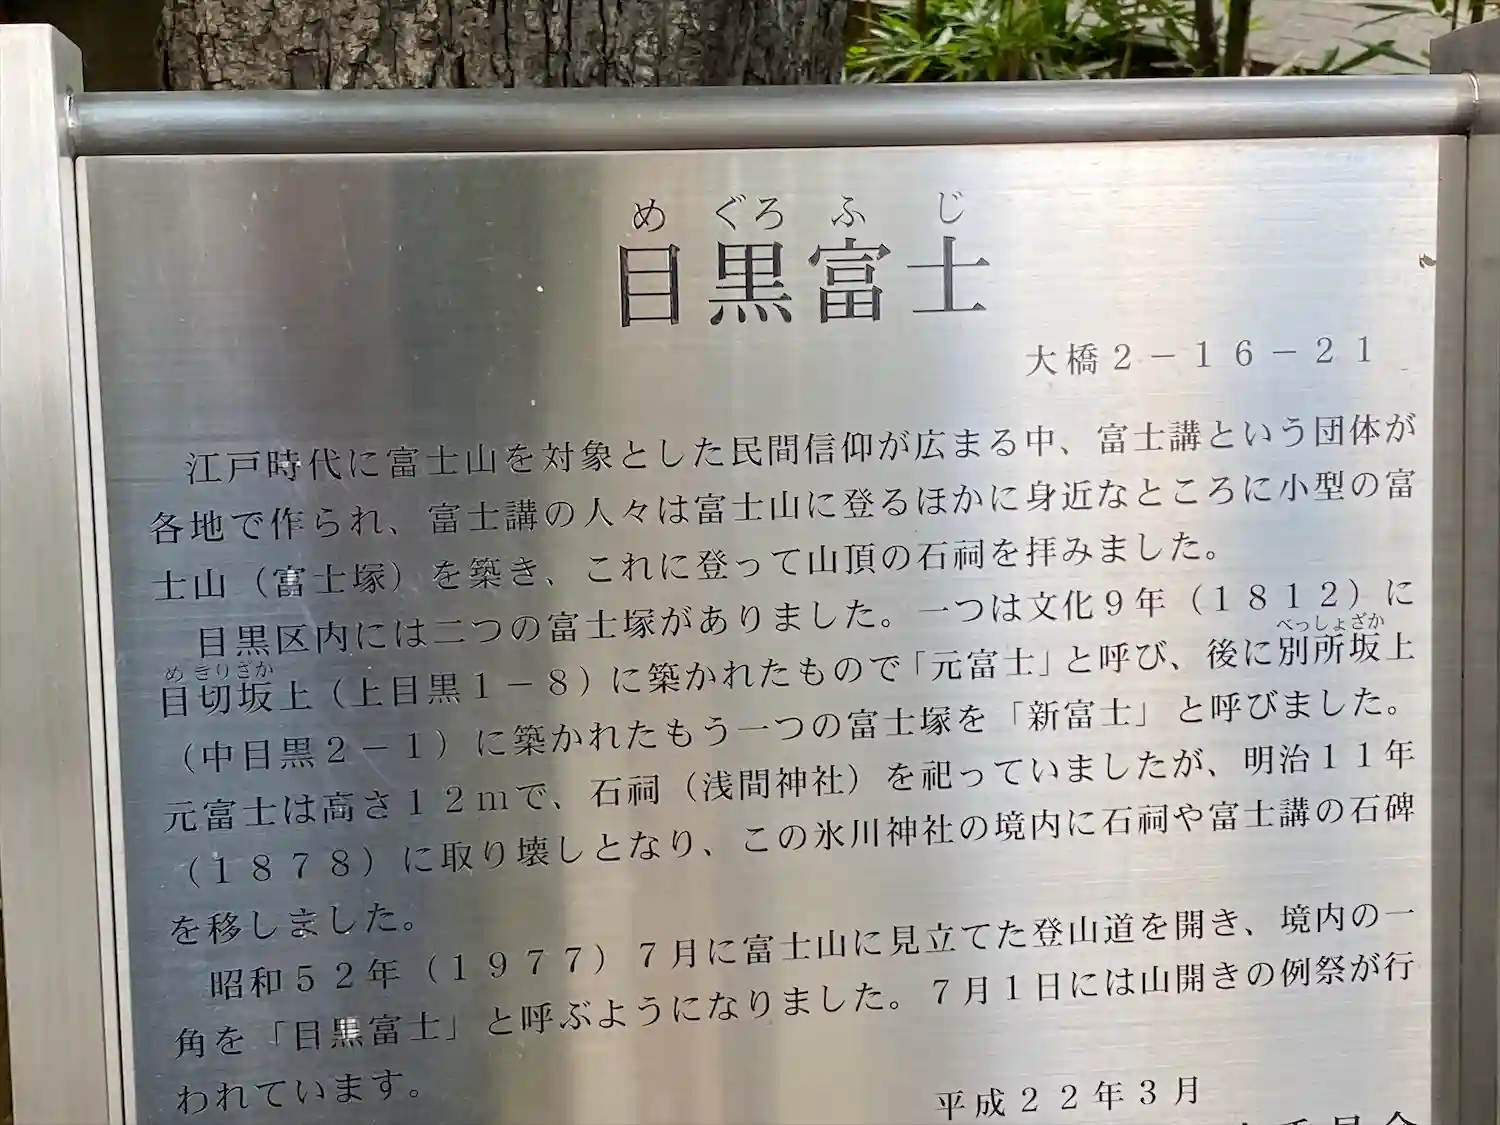 めぐろふじ
目黒富士
大橋２－１６－２１
江戸時代に富士山を対象とした民間信仰が広まる中、富士講という団体が
各地で作られ、富士講の人々は富士山に登るほかに身近なところに小型の富
士山（富士塚）を築き、これに登って山頂の石祠を拝みました。
目黒区内には二つの富士塚がありました。一つは文化９年（１８１２）に
めきりざか べっしょざか
目切坂上（上目黒１－８）に築かれたもので「元富士」と呼び、後に別所坂上
（中目黒２－１）に築かれたもう一つの富士塚を「新富士」と呼びました。
元富士は高さ１２ｍで、石祠（浅間神社）を祀っていましたが、明治１１年
（１８７８）に取り壊しとなり、この氷川神社の境内に石祠や富士講の石碑
を移しました。
昭和５２年（１９７７）７月に富士山に見立てた登山道を開き、境内の一
角を「目黒富士」と呼ぶようになりました。７月１日には山開きの例祭が行
われています。
平成２２年３月